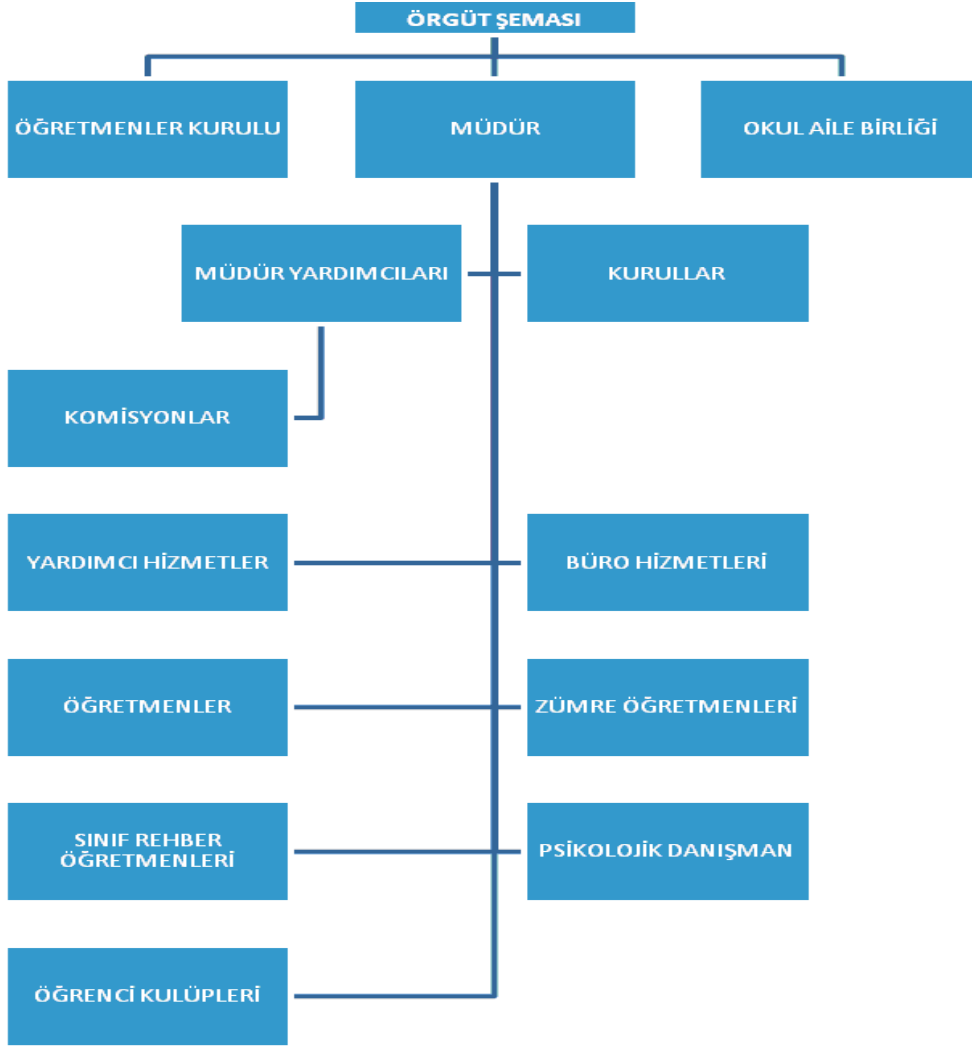 ÖRGÜT ŞEMASI
ÖĞRETMENLER KURULU
MÜDÜR
OKUL AİLE BİRLİĞİ
MÜDÜR YARDIMCILARI
KURULLAR
KOMİSYONLAR
YARDIMCI HİZMETLER
BÜRO HİZMETLERİ
ÖĞRETMENLER
ZÜMRE ÖĞRETMENLERİ
SINIF REHBER
ÖĞRETMENLERİ
PSİKOLOJİK DANIŞMAN
ÖĞRENCİ KULÜPLERİ